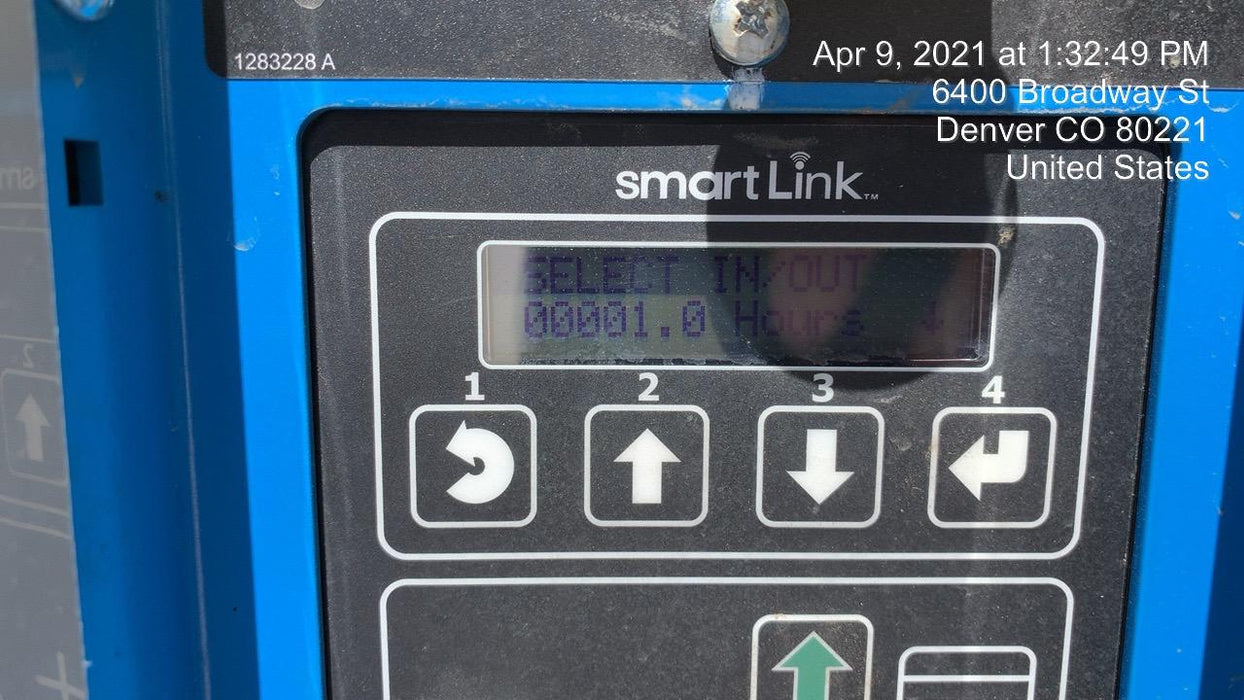 1283228 A
Apr 9, 2021 at 1:32:49 PM
6400 Broadway St
Denver CO 80221
United States
smartLink™
SELECT IN/OUT
00001.0 Hours ↓
1 2 3 4